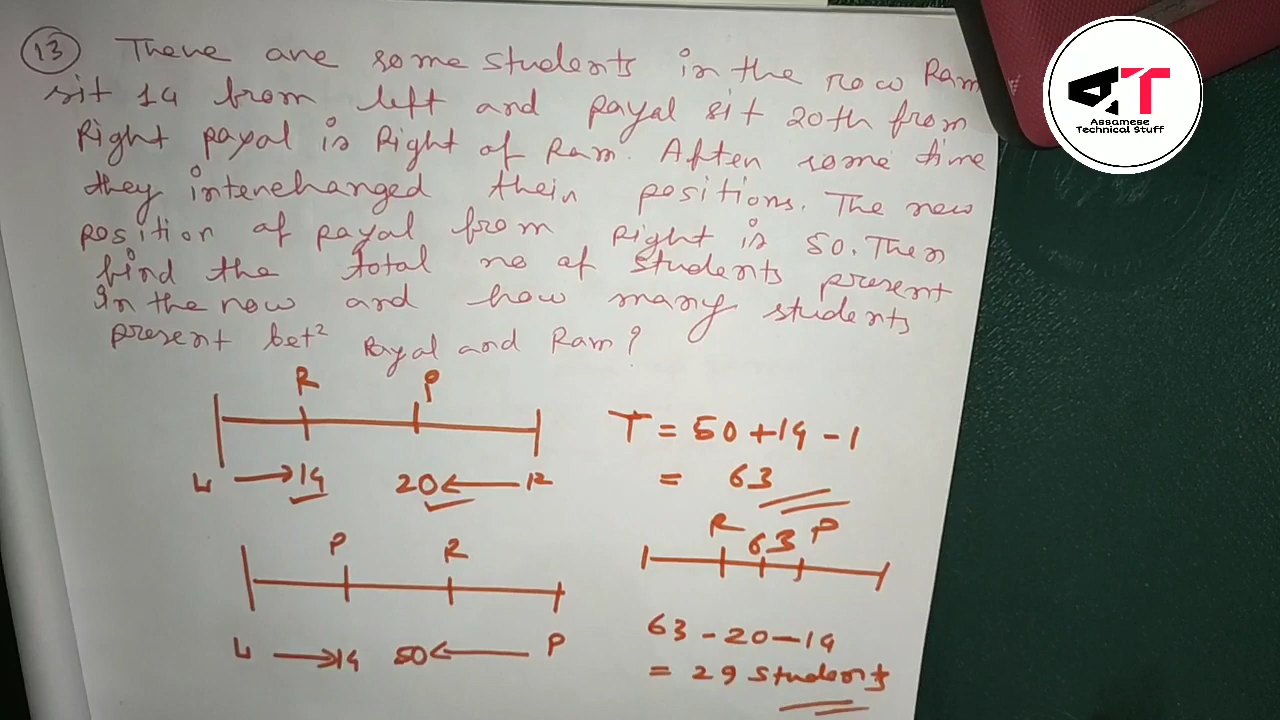 13 There are some students in the row Ram
sit 14 from left and payal sit 20th from
Right payal is Right of Ram. After some time
they interchanged their positions. The new
position of payal from right is 50. Then
find the total no of students present
In the row and how many students
present bet² Payal and Ram?
R P
L 14 20 R
P R
L 14 50 P
T = 50 + 14 - 1
= 63
R 63 P
63 - 20 - 14
= 29 students
AT
Assamese
Technical Stuff